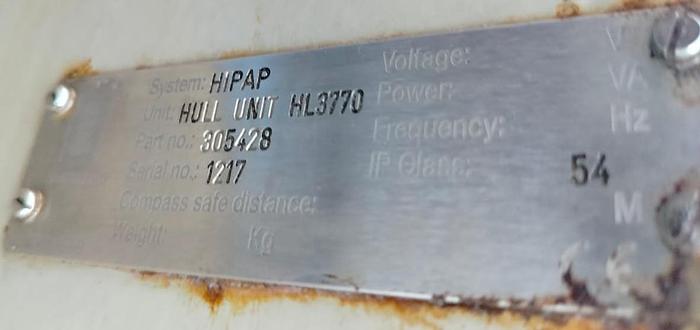 System: HIPAP
Unit: HULL UNIT HL3770
Part no.: 305428
Serial no.: 1217
Compass safe distance:
Weight: Kg
Voltage: V
Power: VA
Frequency: Hz
IP Class: 54
M
CE